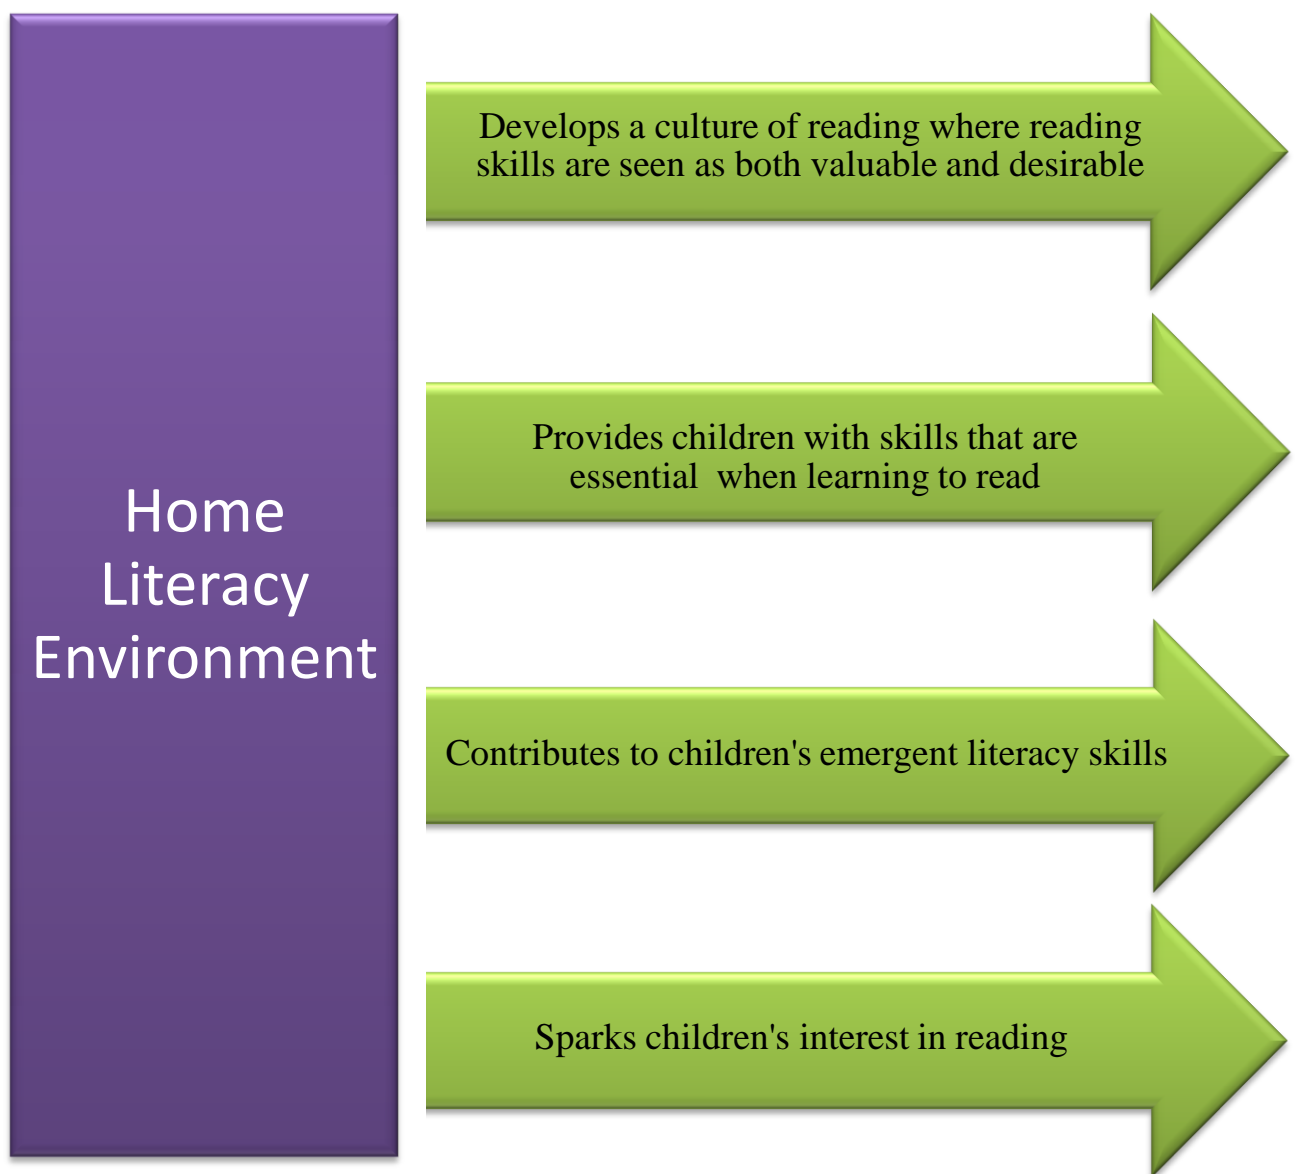 Home
Literacy
Environment
Develops a culture of reading where reading
skills are seen as both valuable and desirable
Provides children with skills that are
essential  when learning to read
Contributes to children's emergent literacy skills
Sparks children's interest in reading